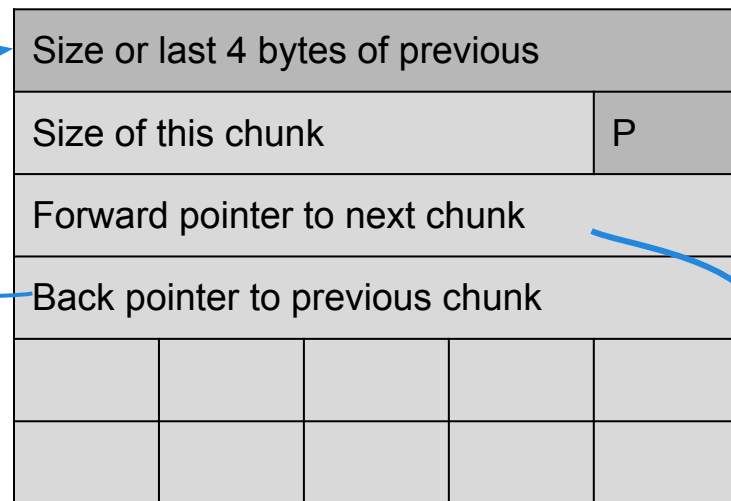 Size or last 4 bytes of previous
Size of this chunk P
Forward pointer to next chunk
Back pointer to previous chunk